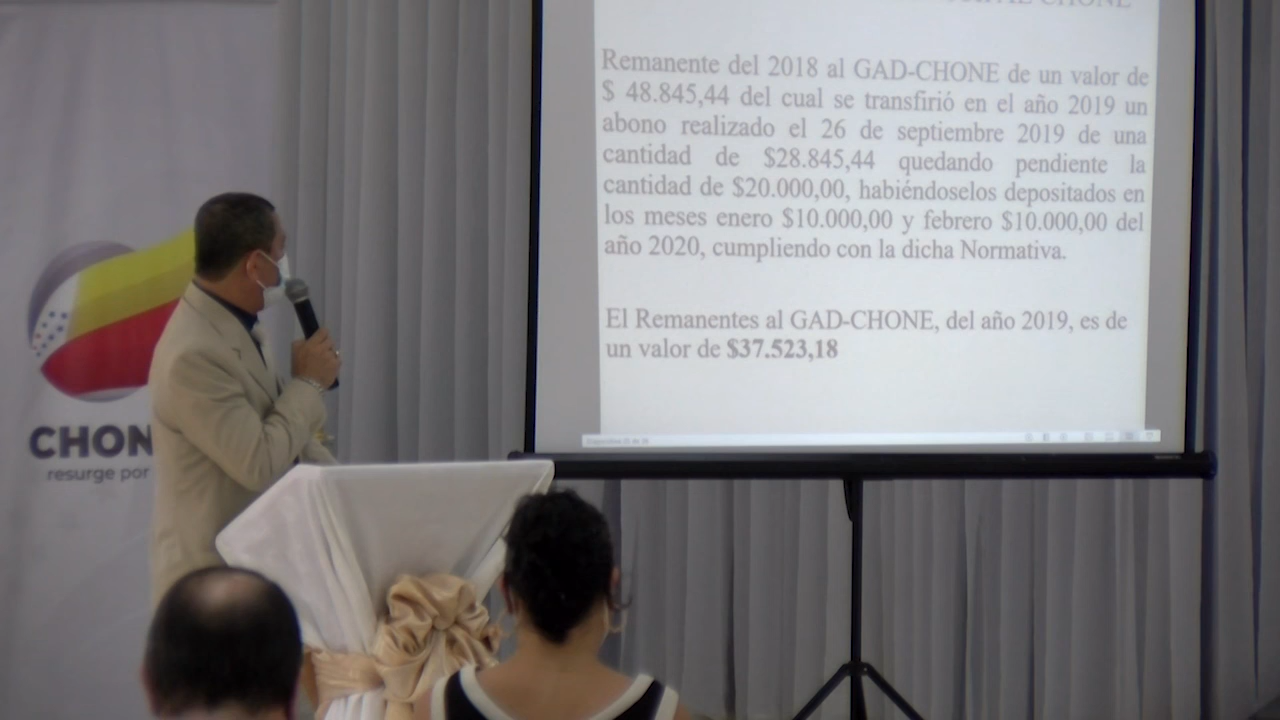 CHONE
Remanente del 2018 al GAD-CHONE de un valor de
$ 48.845,44 del cual se transfirió en el año 2019 un
abono realizado el 26 de septiembre 2019 de una
cantidad de $28.845,44 quedando pendiente la
cantidad de $20.000,00, habiéndoselos depositados en
los meses enero $10.000,00 y febrero $10.000,00 del
año 2020, cumpliendo con la dicha Normativa.
El Remanentes al GAD-CHONE, del año 2019, es de
un valor de $37.523,18
CHON
resurge por